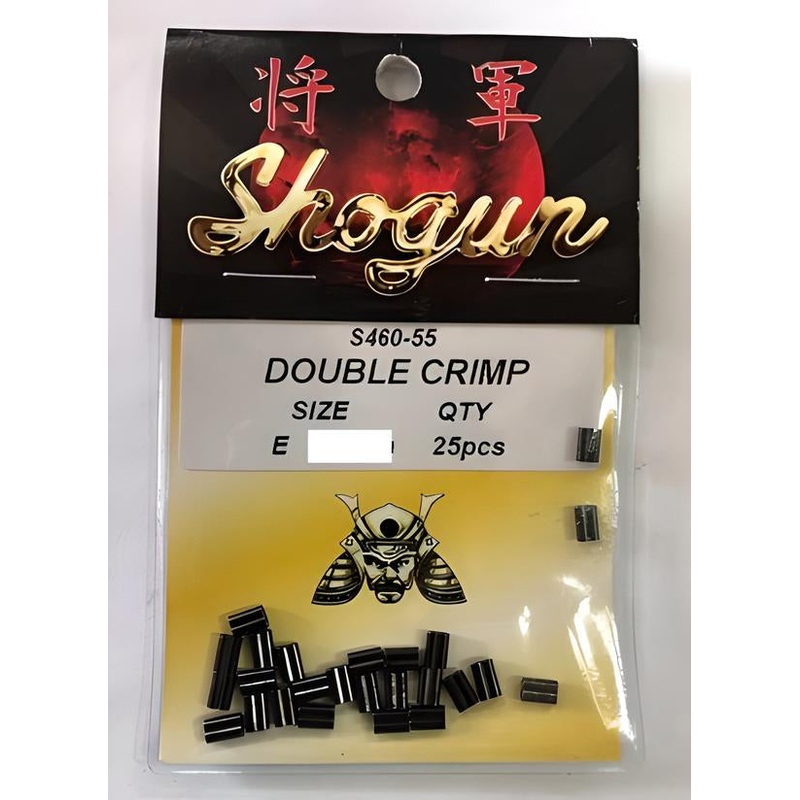 将 軍
Shogun
S460-55
DOUBLE CRIMP
SIZE QTY
E 25pcs